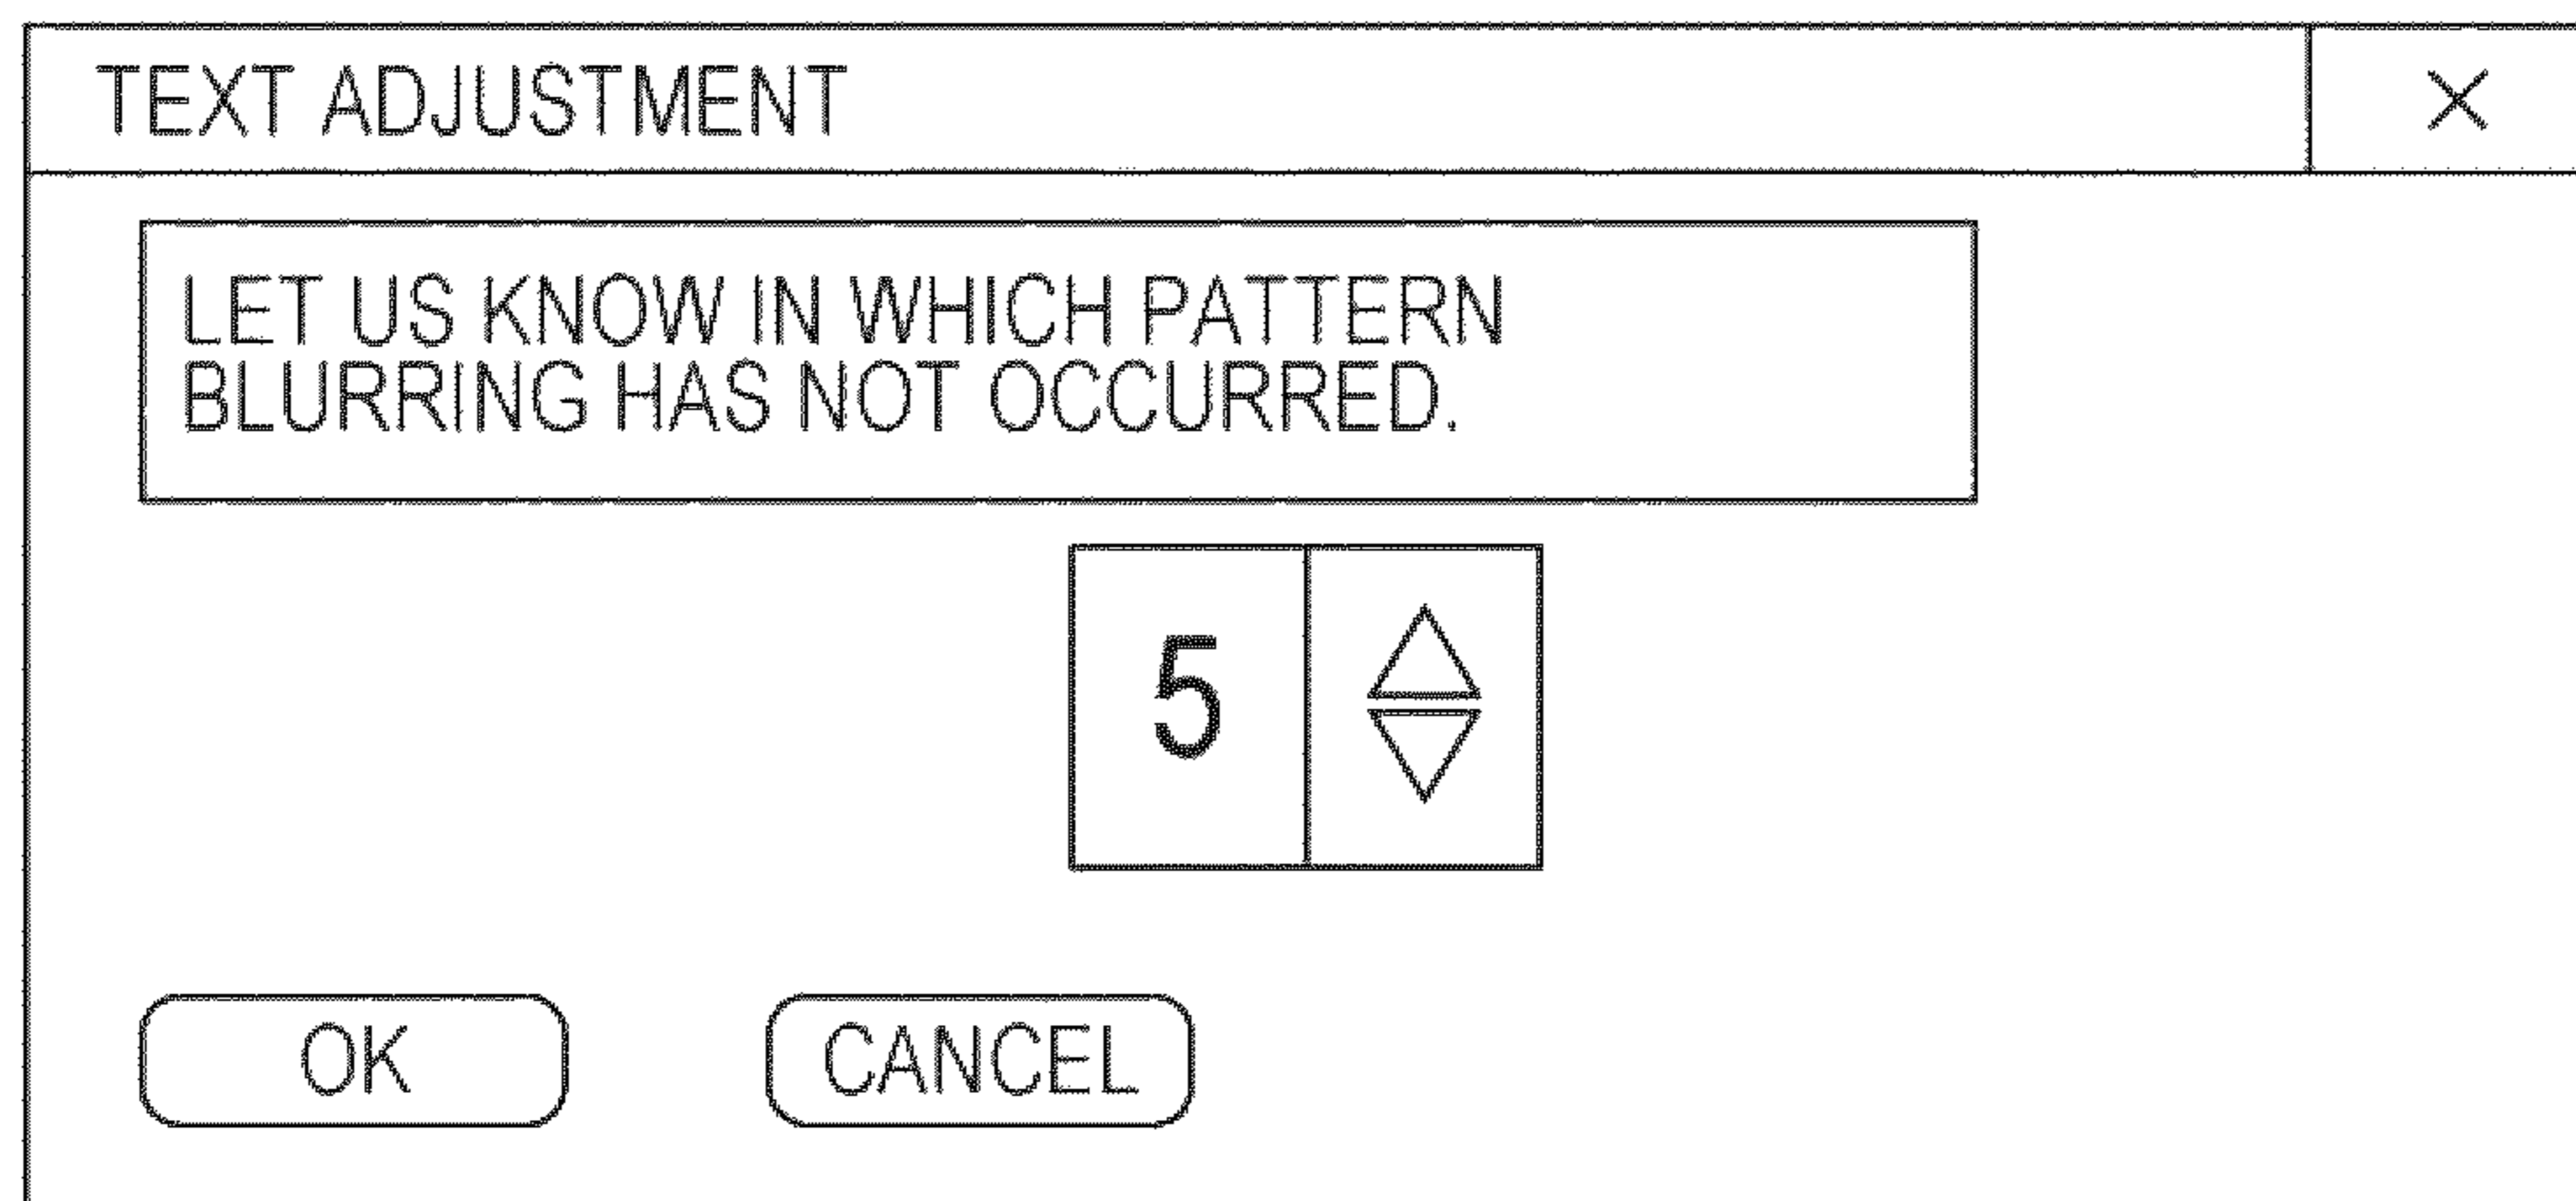 TEXT ADJUSTMENT
LET US KNOW IN WHICH PATTERN
BLURRING HAS NOT OCCURRED.
5
OK
CANCEL